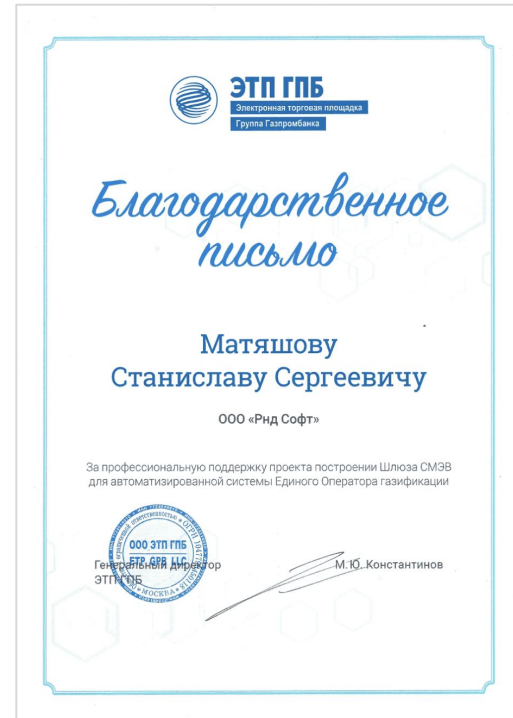 ЭТП ГПБ
Электронная торговая площадка
Группа Газпромбанка
Благодарственное
письмо
Матяшову
Станиславу Сергеевичу
ООО «Рнд Софт»
За профессиональную поддержку проекта построении Шлюза СМЭВ
для автоматизированной системы Единого Оператора газификации
ООО ЭТП ГПБ
ETP GPB LLC
МОСКВА
Генеральный директор
ЭТП ГПБ
М.Ю. Константинов